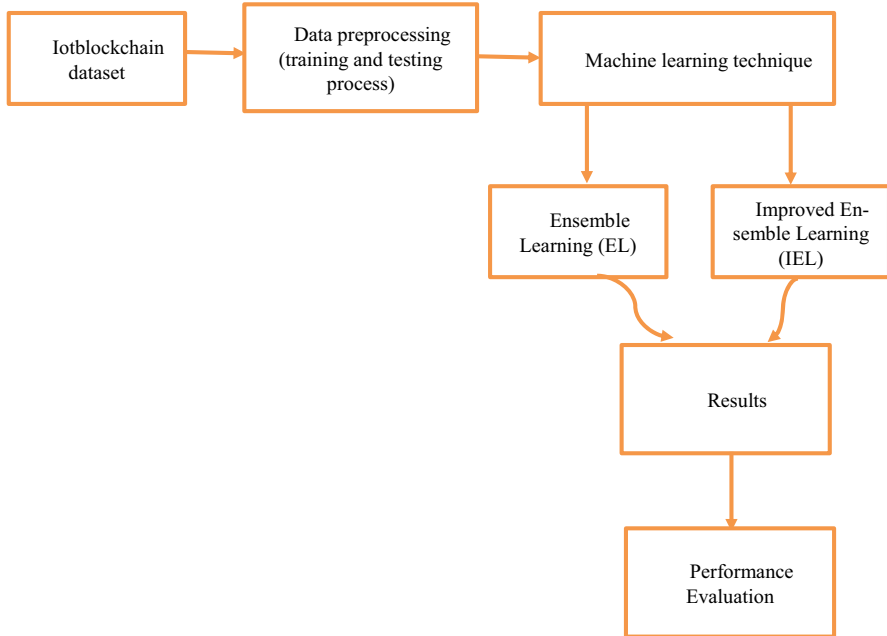 Iotblockchain
dataset
Data preprocessing
(training and testing
process)
Machine learning technique
Ensemble
Learning (EL)
Improved En-
semble Learning
(IEL)
Results
Performance
Evaluation